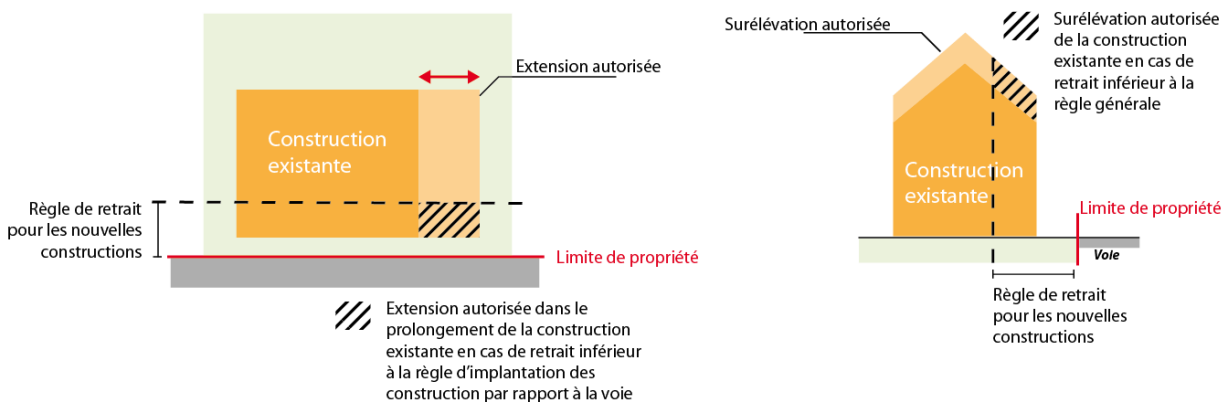 Extension autorisée
Construction
existante
Règle de retrait
pour les nouvelles
constructions
Limite de propriété
Extension autorisée dans le
prolongement de la construction
existante en cas de retrait inférieur
à la règle d’implantation des
construction par rapport à la voie
Surélévation autorisée
Surélévation autorisée
de la construction
existante en cas de
retrait inférieur à la
règle générale
Construction
existante
Limite de propriété
Voie
Règle de retrait
pour les nouvelles
constructions